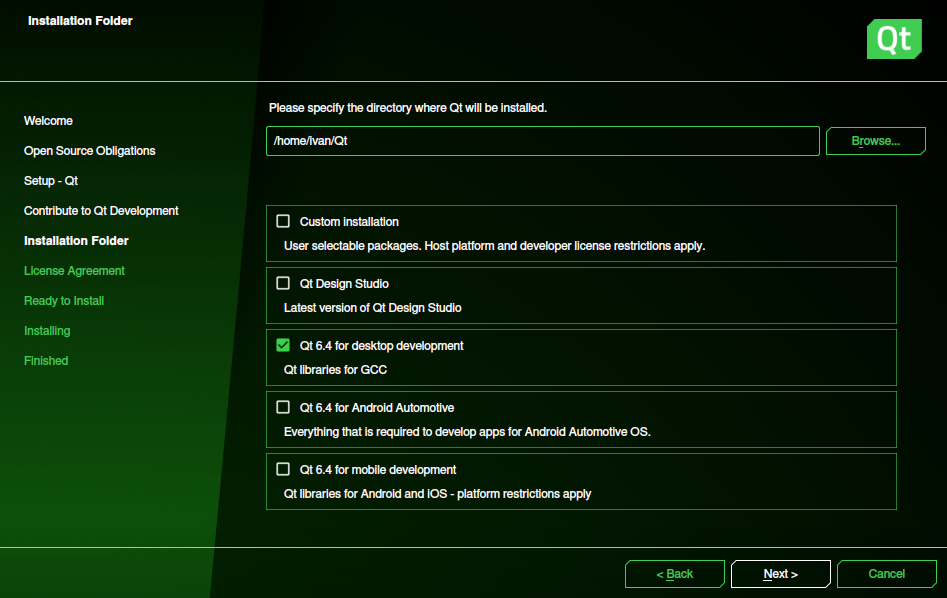 Installation Folder
Qt
Welcome
Open Source Obligations
Setup - Qt
Contribute to Qt Development
Installation Folder
License Agreement
Ready to Install
Installing
Finished
Please specify the directory where Qt will be installed.
/home/ivan/Qt
Browse...
Custom installation
User selectable packages. Host platform and developer license restrictions apply.
Qt Design Studio
Latest version of Qt Design Studio
Qt 6.4 for desktop development
Qt libraries for GCC
Qt 6.4 for Android Automotive
Everything that is required to develop apps for Android Automotive OS.
Qt 6.4 for mobile development
Qt libraries for Android and iOS - platform restrictions apply
< Back
Next >
Cancel